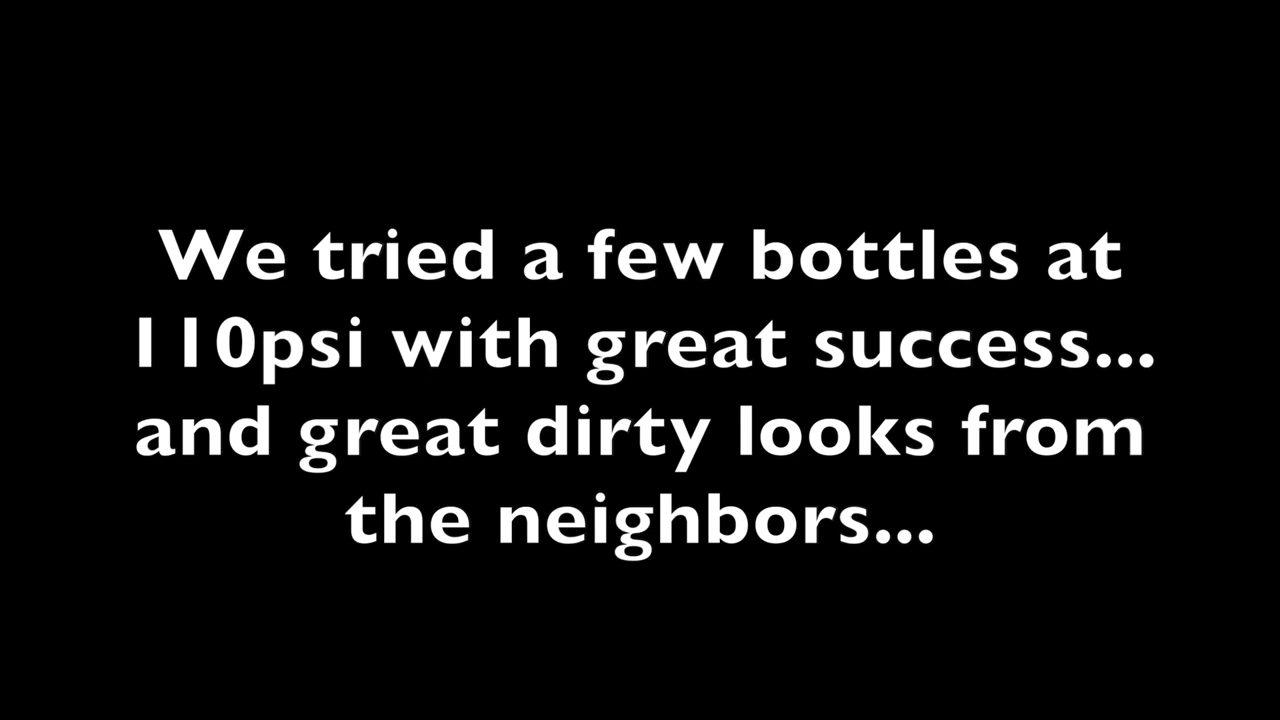 We tried a few bottles at
110psi with great success...
and great dirty looks from
the neighbors...